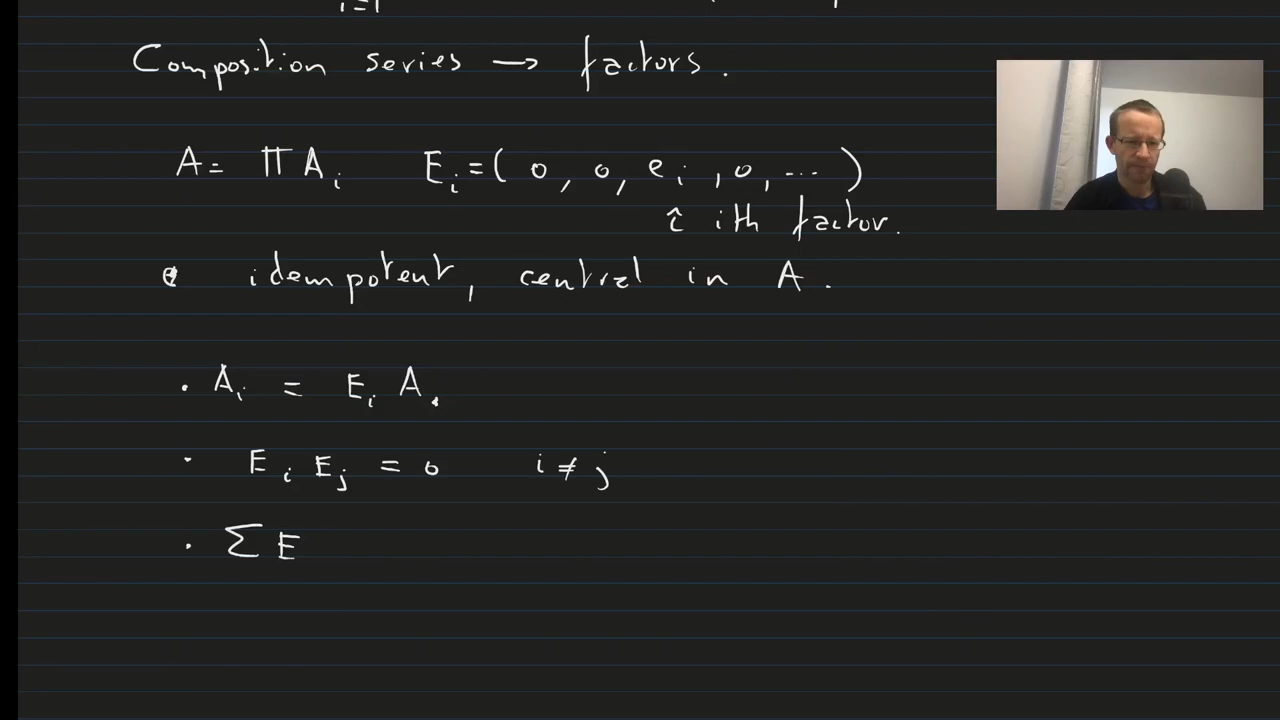 i=1
Composition series → factors.
A = Π A_i E_i = ( 0, 0, e_i, 0, ... )
↑ ith factor.
• idempotent, central in A.
• A_i = E_i A.
• E_i E_j = 0 i ≠ j
• Σ E